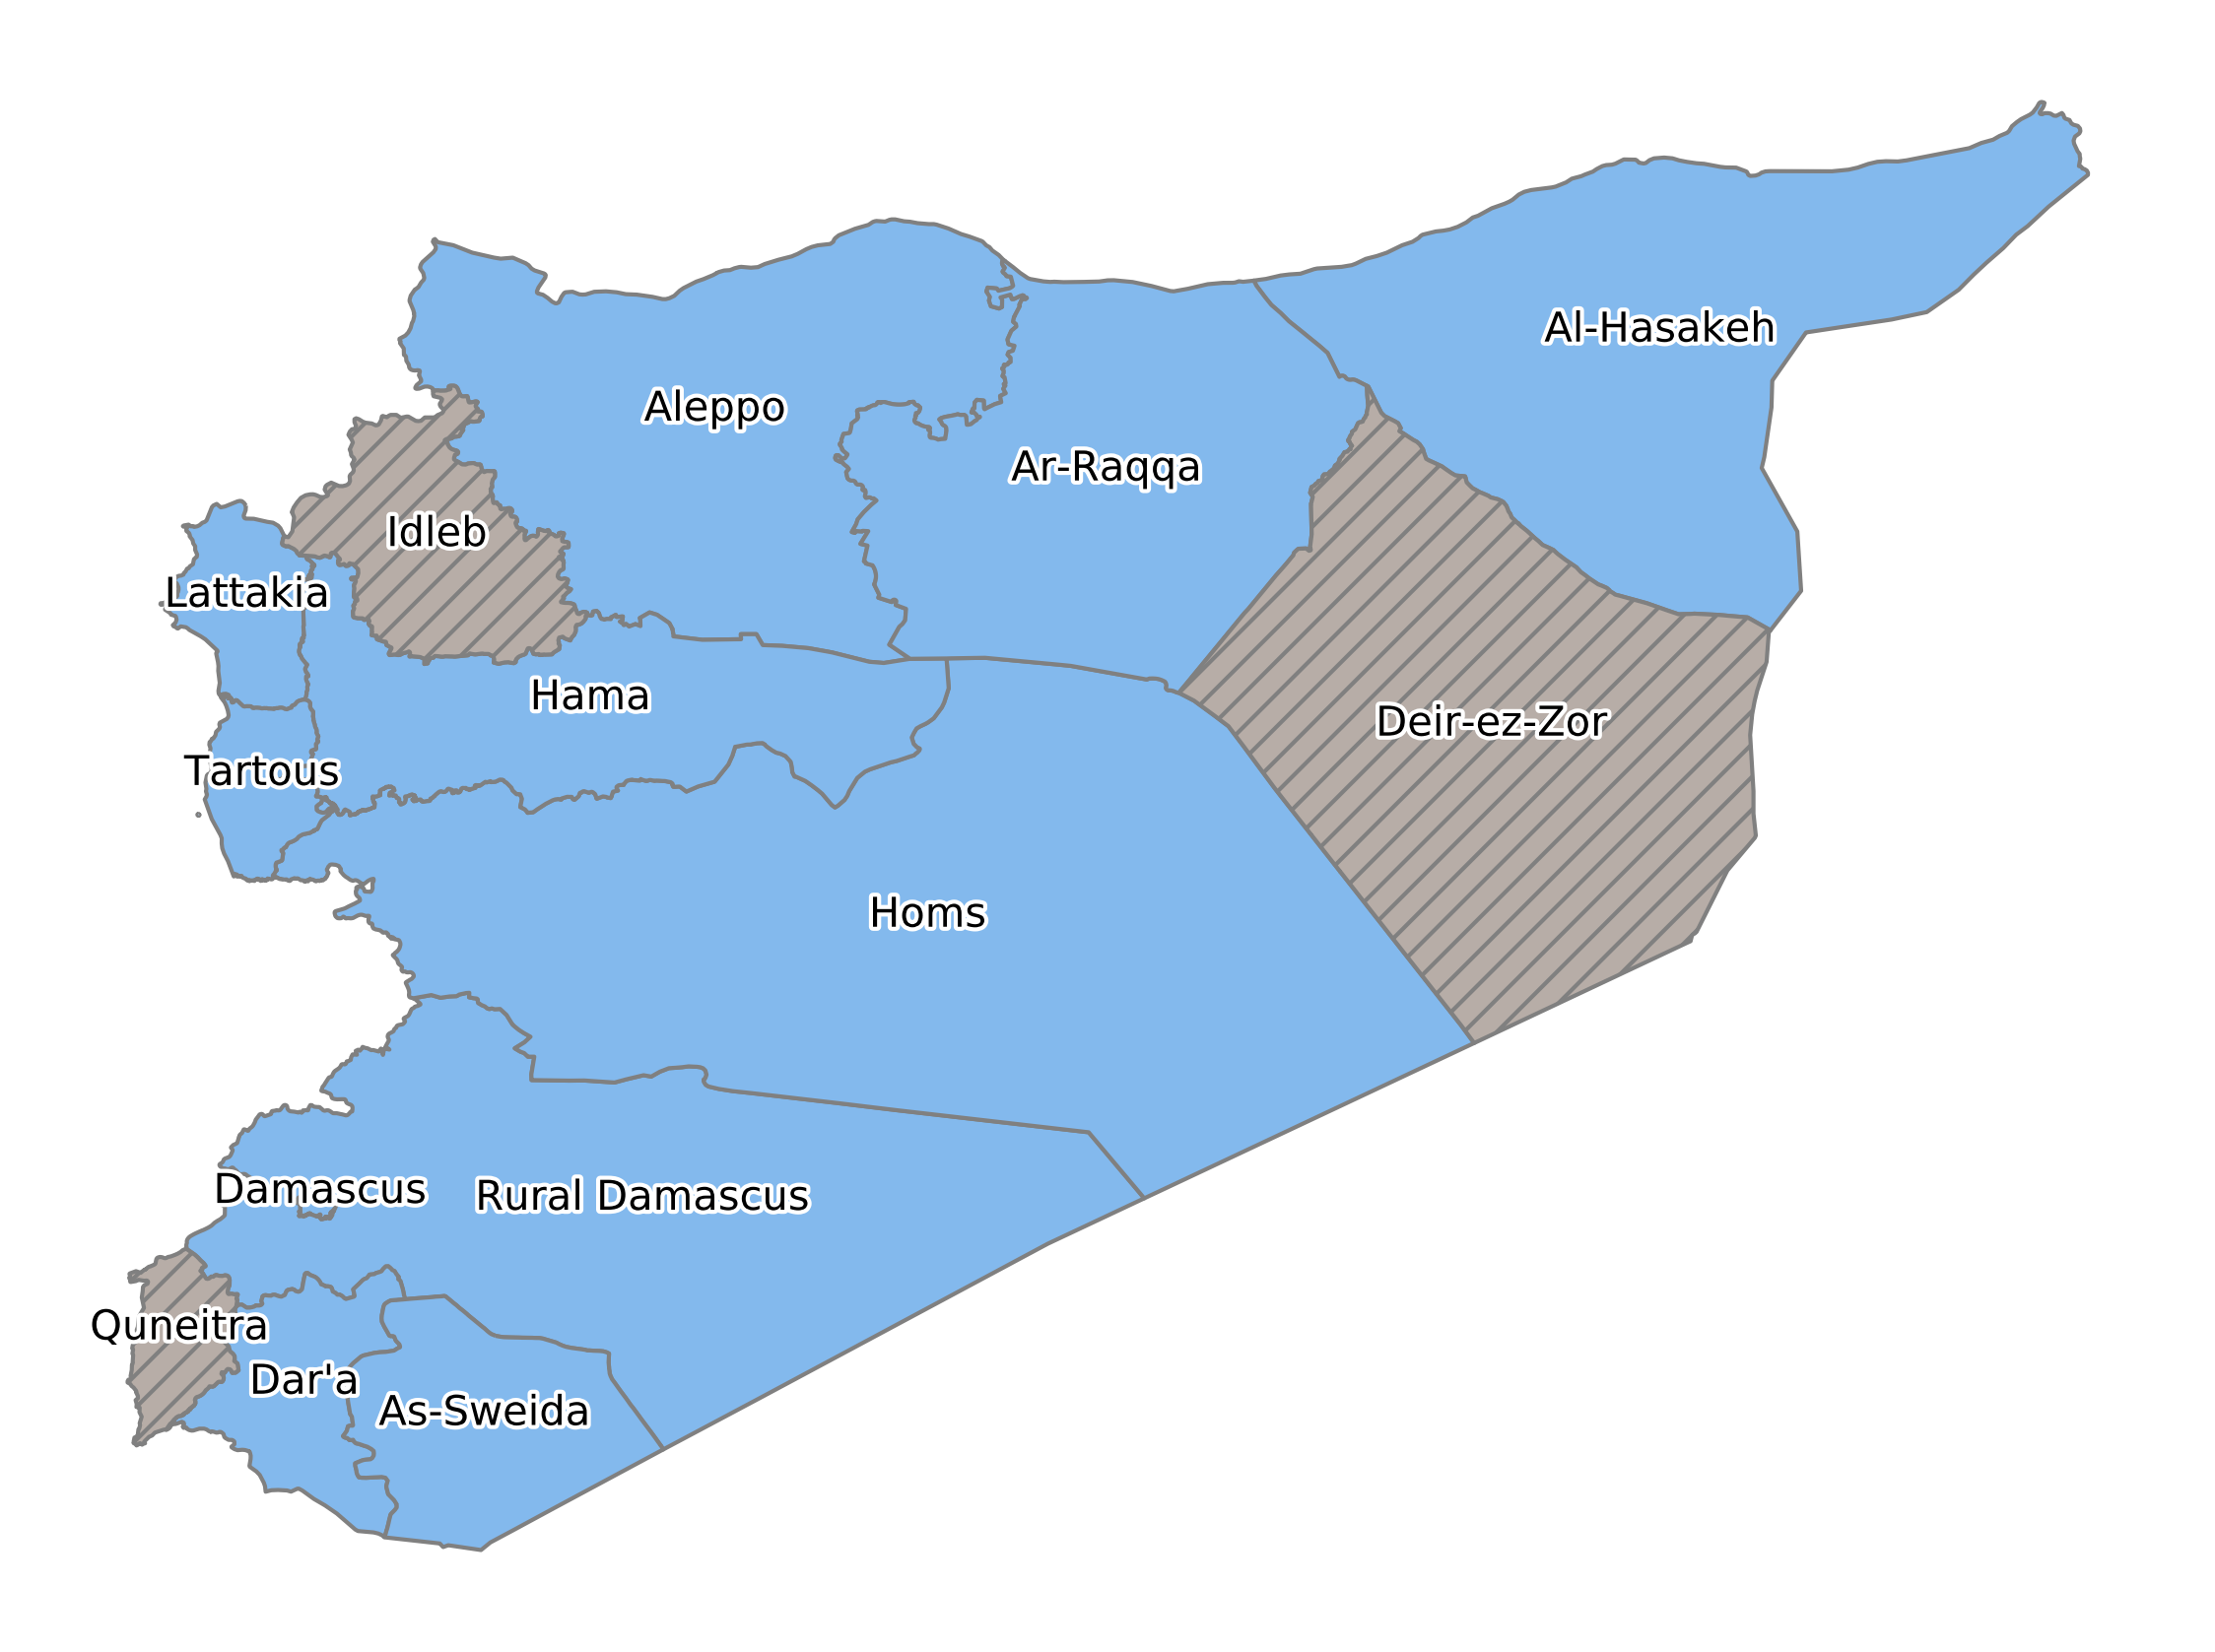 Al-Hasakeh
Aleppo
Ar-Raqqa
Idleb
Lattakia
Hama
Deir-ez-Zor
Tartous
Homs
Damascus
Rural Damascus
Quneitra
Dar'a
As-Sweida